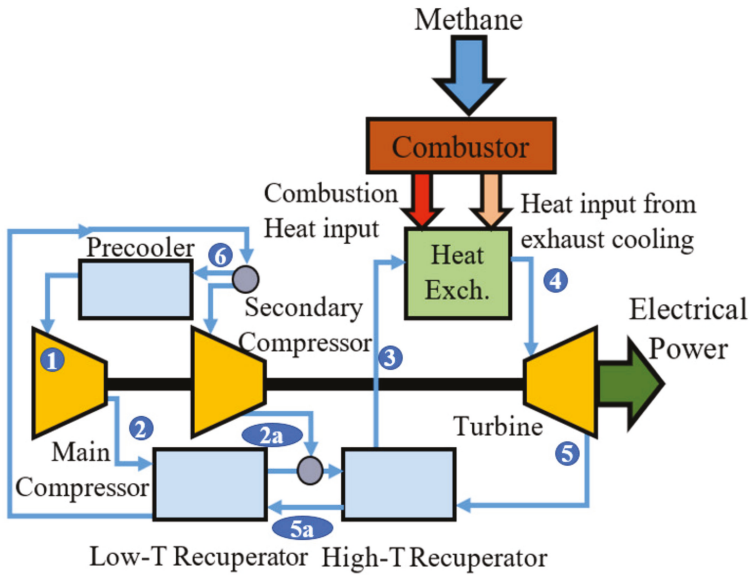 Methane
Combustor
Combustion
Heat input
Heat input from
exhaust cooling
Precooler
6
Heat
Exch.
4
Secondary
Compressor
Electrical
Power
1
3
2
2a
Turbine
5
Main
Compressor
5a
Low-T Recuperator
High-T Recuperator